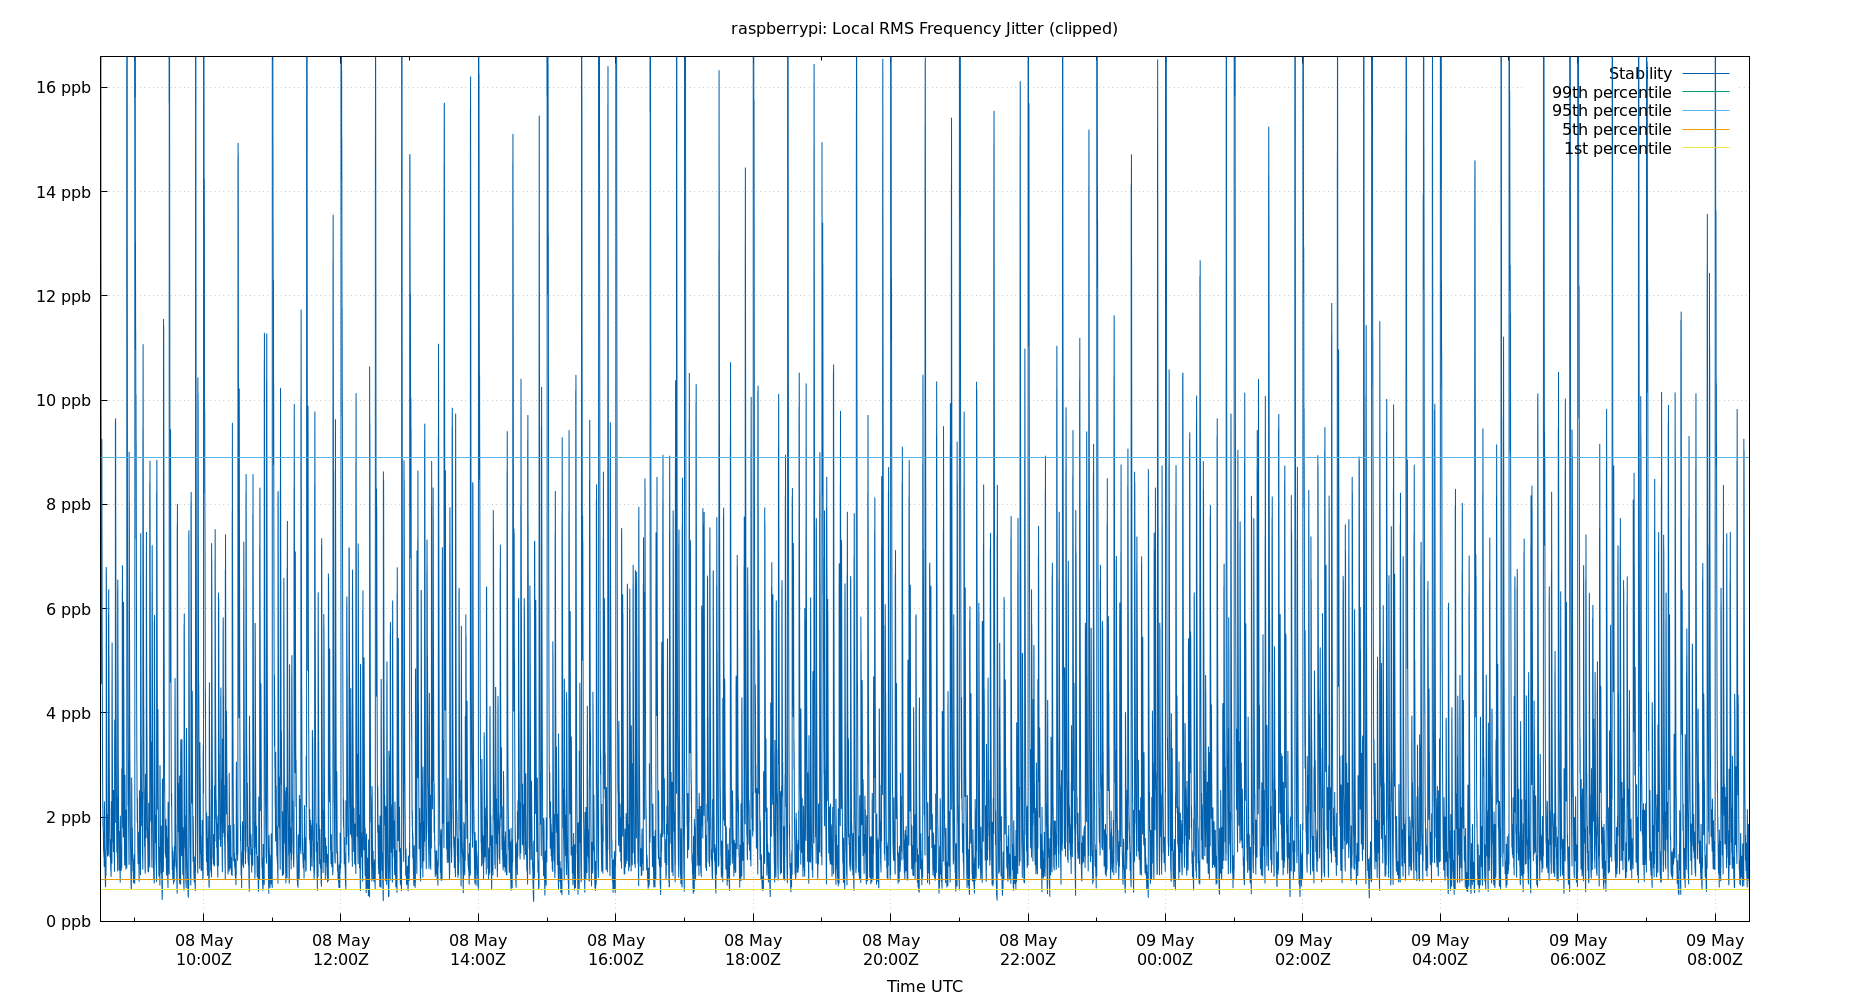 raspberrypi: Local RMS Frequency Jitter (clipped)
16 ppb
14 ppb
12 ppb
10 ppb
8 ppb
6 ppb
4 ppb
2 ppb
0 ppb
Stability
99th percentile
95th percentile
5th percentile
1st percentile
08 May 08 May 08 May 08 May 08 May 08 May 08 May 09 May 09 May 09 May 09 May 09 May
10:00Z 12:00Z 14:00Z 16:00Z 18:00Z 20:00Z 22:00Z 00:00Z 02:00Z 04:00Z 06:00Z 08:00Z
Time UTC